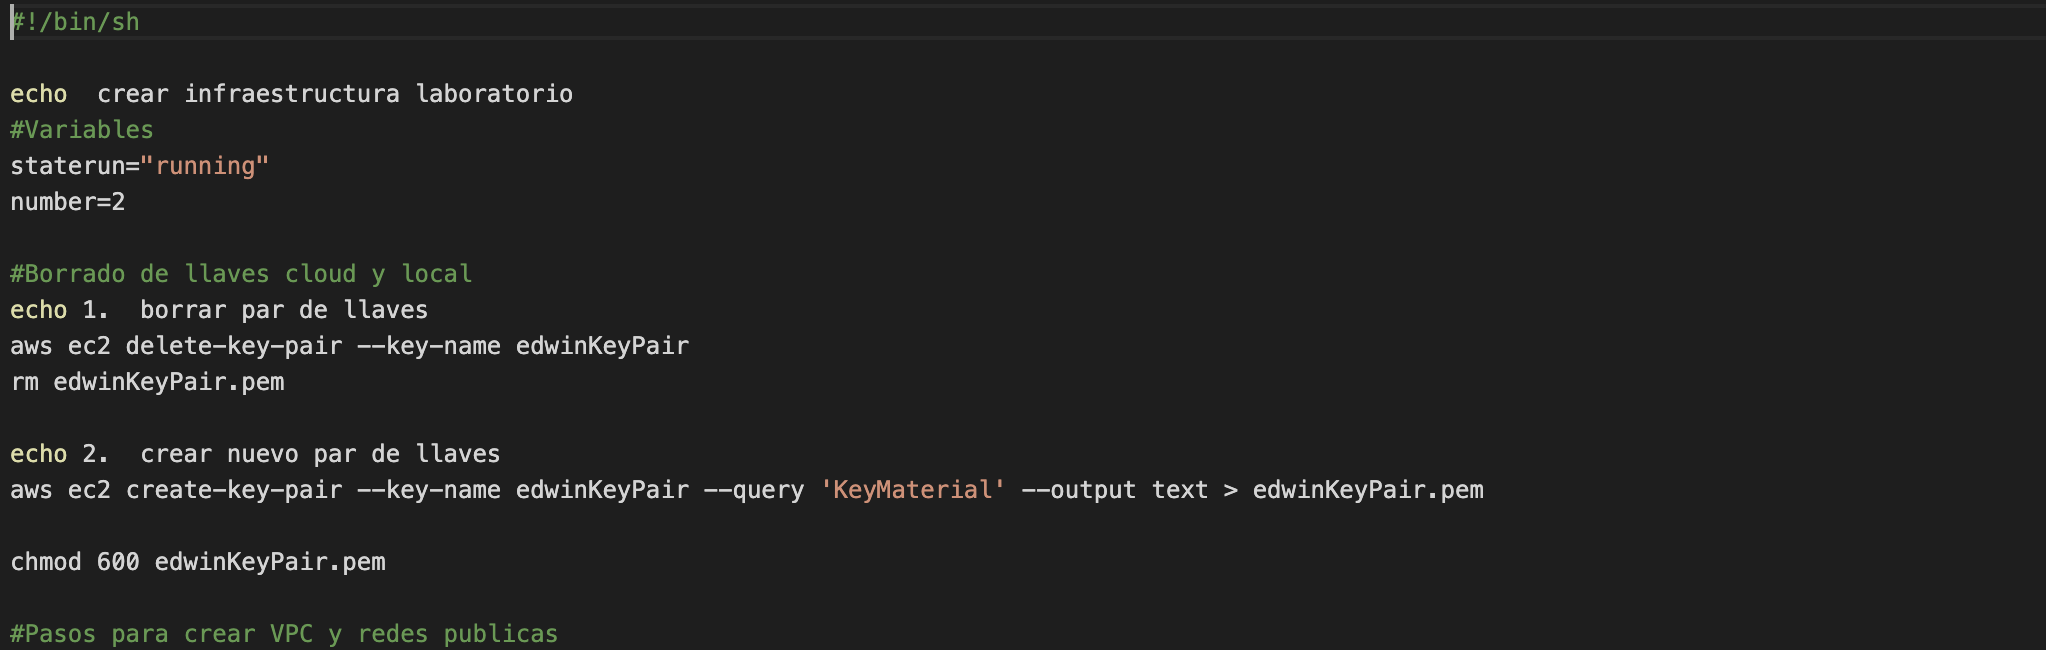 #!/bin/sh
echo  crear infraestructura laboratorio
#Variables
staterun="running"
number=2
#Borrado de llaves cloud y local
echo 1.  borrar par de llaves
aws ec2 delete-key-pair --key-name edwinKeyPair
rm edwinKeyPair.pem
echo 2.  crear nuevo par de llaves
aws ec2 create-key-pair --key-name edwinKeyPair --query 'KeyMaterial' --output text > edwinKeyPair.pem
chmod 600 edwinKeyPair.pem
#Pasos para crear VPC y redes publicas